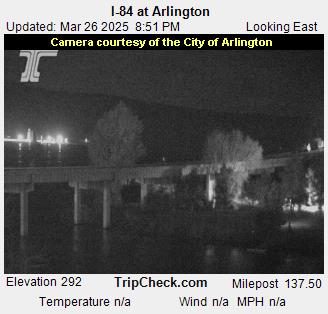 I-84 at Arlington
Updated: Mar 26 2025 8:51 PM Looking East
Camera courtesy of the City of Arlington
Elevation 292 TripCheck.com Milepost 137.50
Temperature n/a Wind n/a MPH n/a